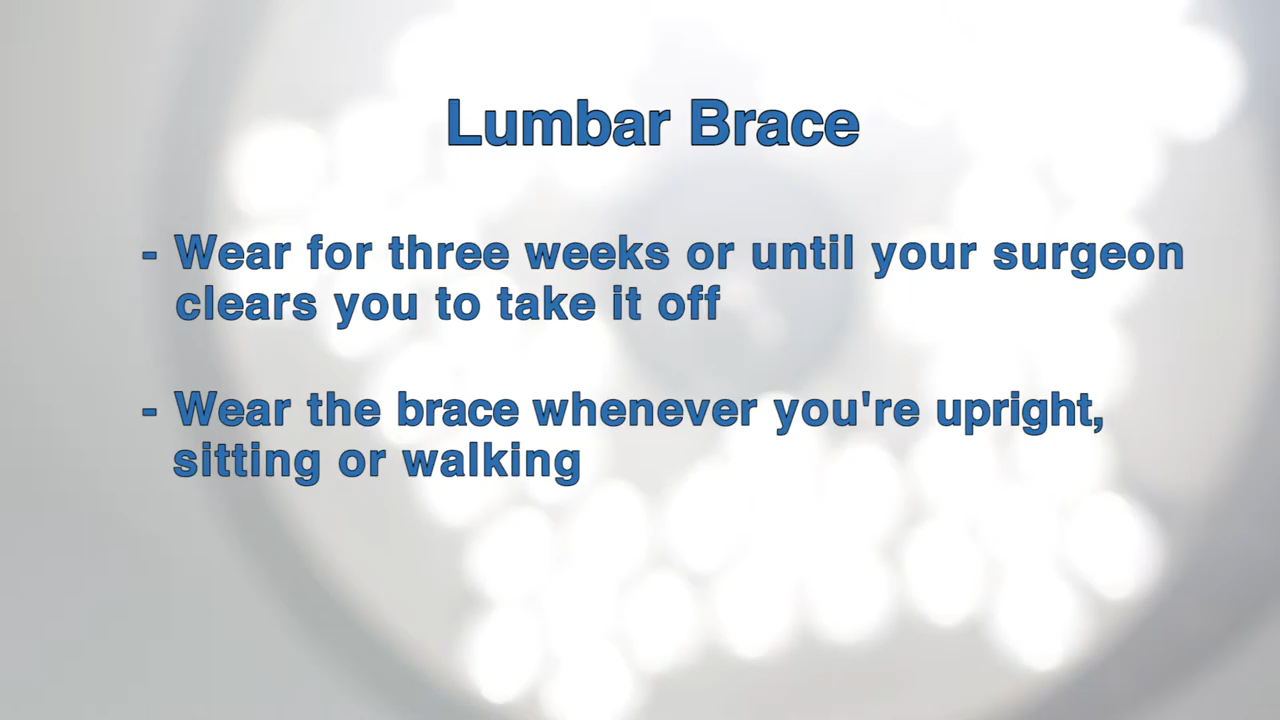 Lumbar Brace
- Wear for three weeks or until your surgeon
clears you to take it off
- Wear the brace whenever you're upright,
sitting or walking